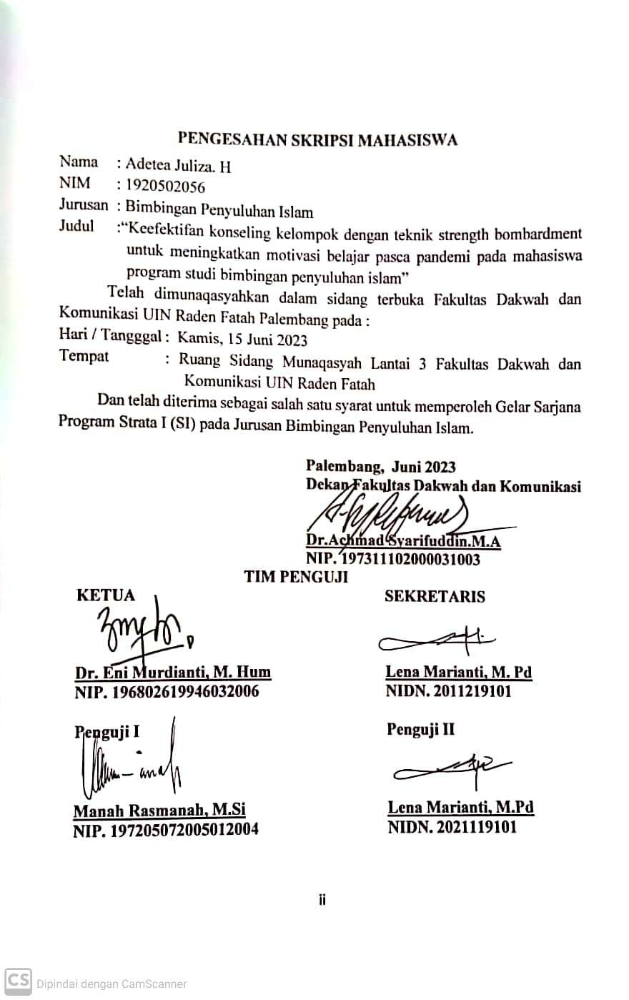 PENGESAHAN SKRIPSI MAHASISWA
Nama : Adetea Juliza. H
NIM : 1920502056
Jurusan : Bimbingan Penyuluhan Islam
Judul :“Keefektifan konseling kelompok dengan teknik strength bombardment
untuk meningkatkan motivasi belajar pasca pandemi pada mahasiswa
program studi bimbingan penyuluhan islam”
Telah dimunaqasyahkan dalam sidang terbuka Fakultas Dakwah dan
Komunikasi UIN Raden Fatah Palembang pada :
Hari / Tangggal : Kamis, 15 Juni 2023
Tempat : Ruang Sidang Munaqasyah Lantai 3 Fakultas Dakwah dan
Komunikasi UIN Raden Fatah
Dan telah diterima sebagai salah satu syarat untuk memperoleh Gelar Sarjana
Program Strata I (SI) pada Jurusan Bimbingan Penyuluhan Islam.
Palembang, Juni 2023
Dekan Fakultas Dakwah dan Komunikasi
Dr.Achmad Syarifuddin.M.A
NIP. 197311102000031003
TIM PENGUJI
KETUA SEKRETARIS
Dr. Eni Murdianti, M. Hum Lena Marianti, M. Pd
NIP. 196802619946032006 NIDN. 2011219101
Penguji I Penguji II
Manah Rasmanah, M.Si Lena Marianti, M.Pd
NIP. 197205072005012004 NIDN. 2021119101
ii
CS Dipindai dengan CamScanner